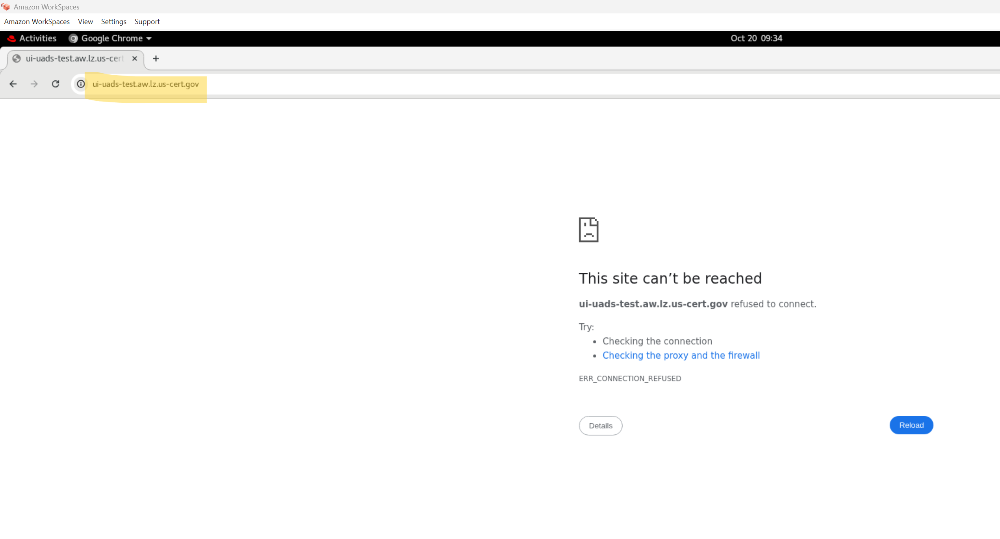 Amazon WorkSpaces
Amazon WorkSpaces View Settings Support
Activities Google Chrome Oct 20 09:34
ui-uads-test.aw.lz.us-cert
ui-uads-test.aw.lz.us-cert.gov
This site can’t be reached
ui-uads-test.aw.lz.us-cert.gov refused to connect.
Try:
• Checking the connection
• Checking the proxy and the firewall
ERR_CONNECTION_REFUSED
Details Reload